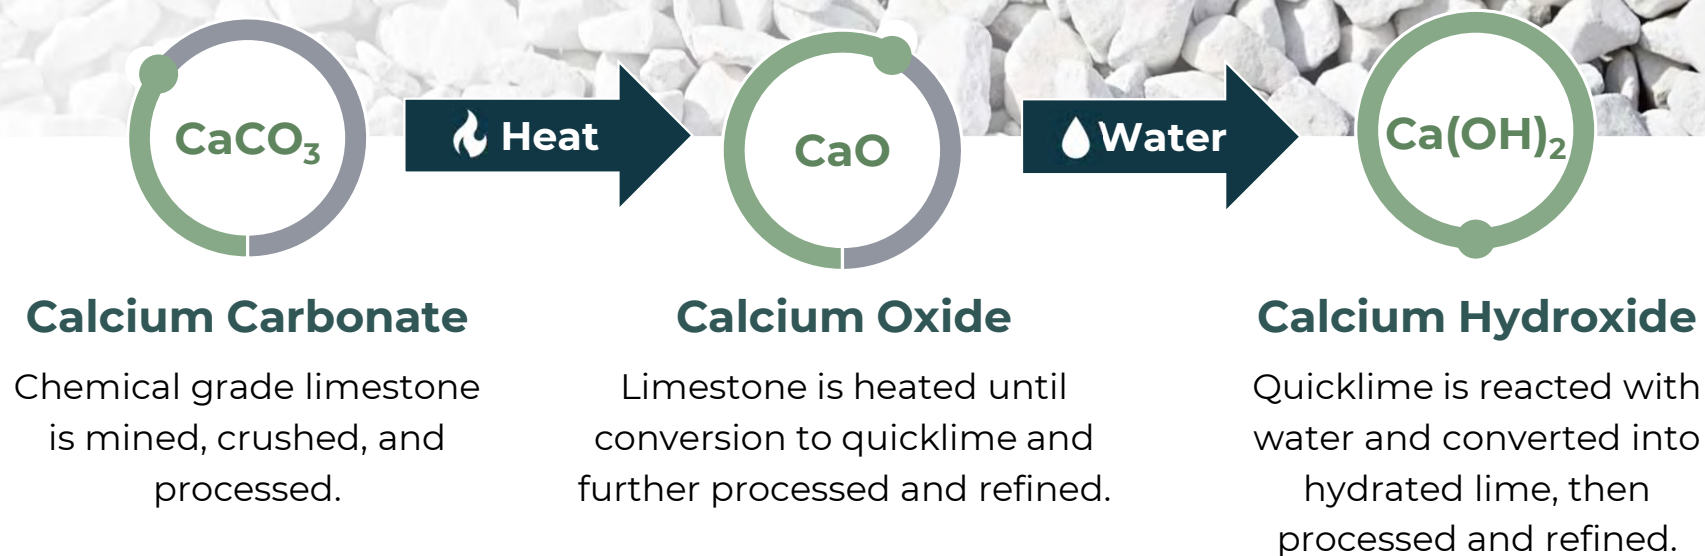 CaCO₃
Heat
CaO
Water
Ca(OH)₂
Calcium Carbonate
Chemical grade limestone
is mined, crushed, and
processed.
Calcium Oxide
Limestone is heated until
conversion to quicklime and
further processed and refined.
Calcium Hydroxide
Quicklime is reacted with
water and converted into
hydrated lime, then
processed and refined.